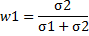 w1 = σ2 / (σ1 + σ2)